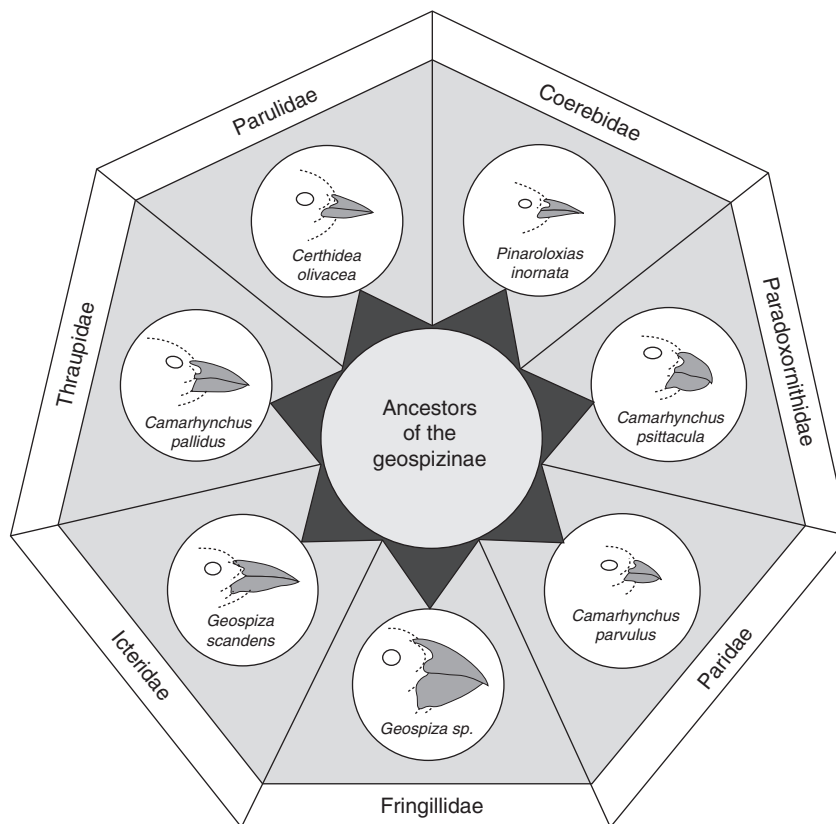 Parulidae
Coerebidae
Certhidea
olivacea
Pinaroloxias
inornata
Thraupidae
Paradoxornithidae
Camarhynchus
pallidus
Ancestors
of the
geospizinae
Camarhynchus
psittacula
Geospiza
scandens
Camarhynchus
parvulus
Icteridae
Paridae
Geospiza sp.
Fringillidae